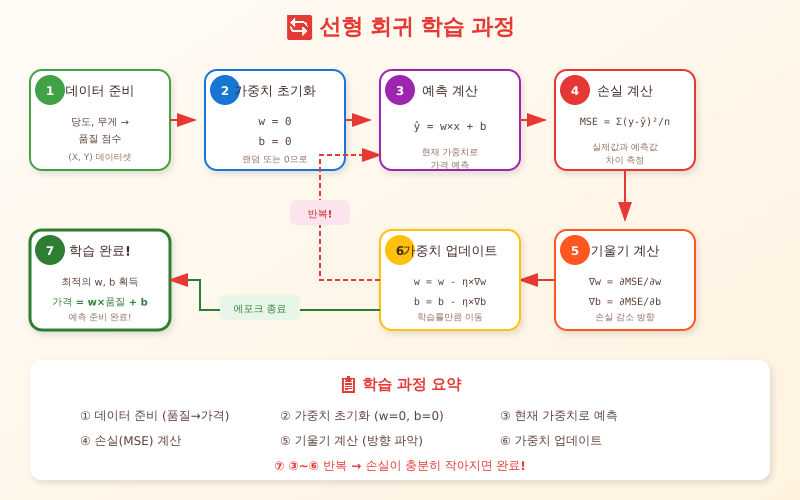 선형 회귀 학습 과정
1 데이터 준비
당도, 무게 →
품질 점수
(X, Y) 데이터셋
2 가중치 초기화
w = 0
b = 0
랜덤 또는 0으로
3 예측 계산
ŷ = w×x + b
현재 가중치로
가격 예측
4 손실 계산
MSE = Σ(y-ŷ)²/n
실제값과 예측값
차이 측정
반복!
7 학습 완료!
최적의 w, b 획득
가격 = w×품질 + b
예측 준비 완료!
에포크 종료
6 가중치 업데이트
w = w - η×∇w
b = b - η×∇b
학습률만큼 이동
5 기울기 계산
∇w = ∂MSE/∂w
∇b = ∂MSE/∂b
손실 감소 방향
학습 과정 요약
① 데이터 준비 (품질→가격) ② 가중치 초기화 (w=0, b=0) ③ 현재 가중치로 예측
④ 손실(MSE) 계산 ⑤ 기울기 계산 (방향 파악) ⑥ 가중치 업데이트
⑦ ③~⑥ 반복 → 손실이 충분히 작아지면 완료!